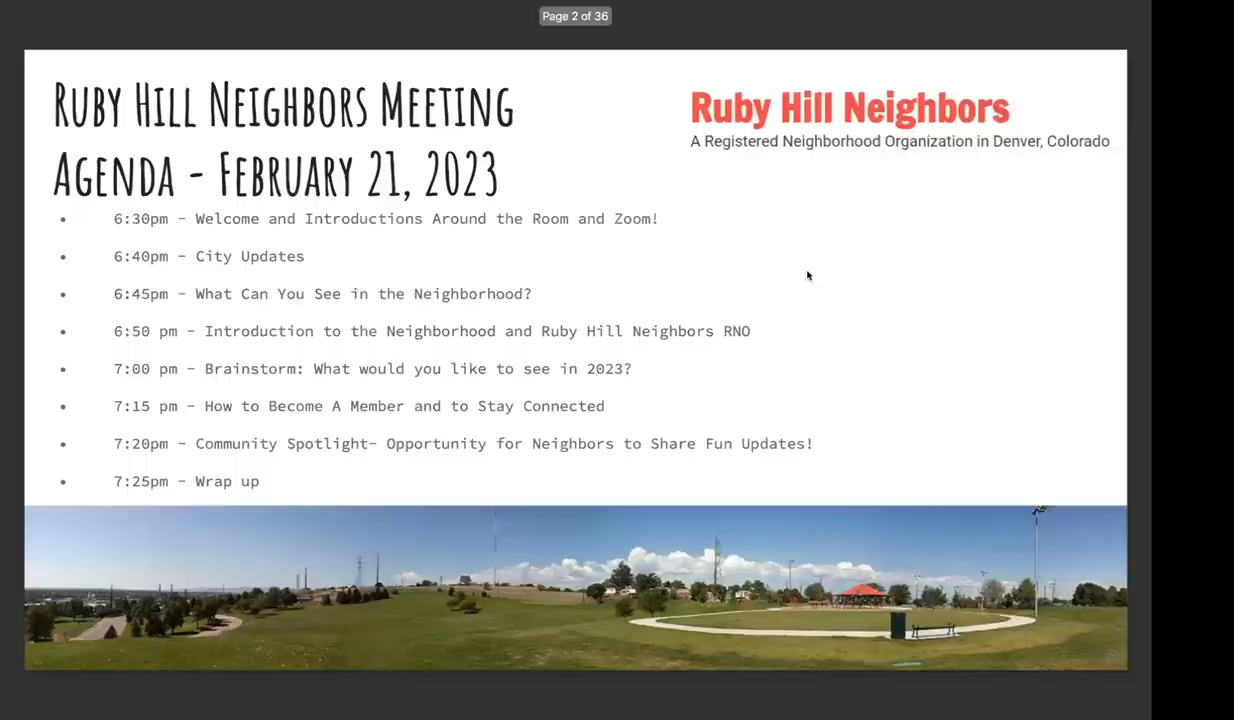 Page 2 of 36
Ruby Hill Neighbors Meeting
Agenda - February 21, 2023
Ruby Hill Neighbors
A Registered Neighborhood Organization in Denver, Colorado
• 6:30pm - Welcome and Introductions Around the Room and Zoom!
• 6:40pm - City Updates
• 6:45pm - What Can You See in the Neighborhood?
• 6:50 pm - Introduction to the Neighborhood and Ruby Hill Neighbors RNO
• 7:00 pm - Brainstorm: What would you like to see in 2023?
• 7:15 pm - How to Become A Member and to Stay Connected
• 7:20pm - Community Spotlight- Opportunity for Neighbors to Share Fun Updates!
• 7:25pm - Wrap up